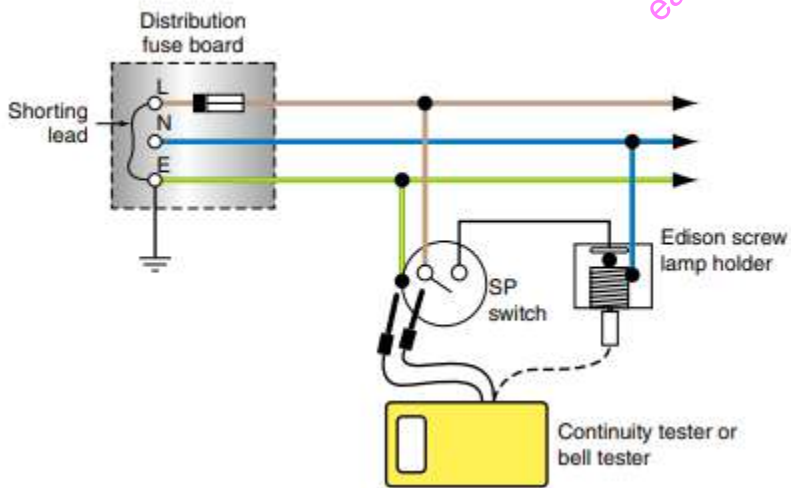 Distribution
fuse board
L
Shorting
lead
N
E
Edison screw
lamp holder
SP
switch
Continuity tester or
bell tester